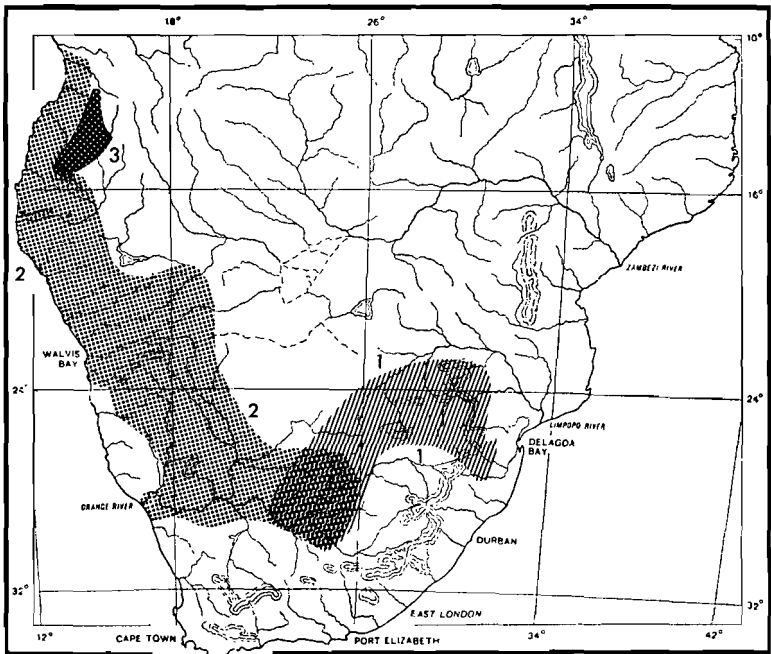 18° 26° 34°
10°
3
16°
2
ZAMBEZI RIVER
WALVIS
BAY
1
24° 24°
2
LIMPOPO RIVER
DELAGOA
BAY
1
ORANGE RIVER
DURBAN
32° 32°
EAST LONDON
12° CAPE TOWN PORT ELIZABETH 34° 42°